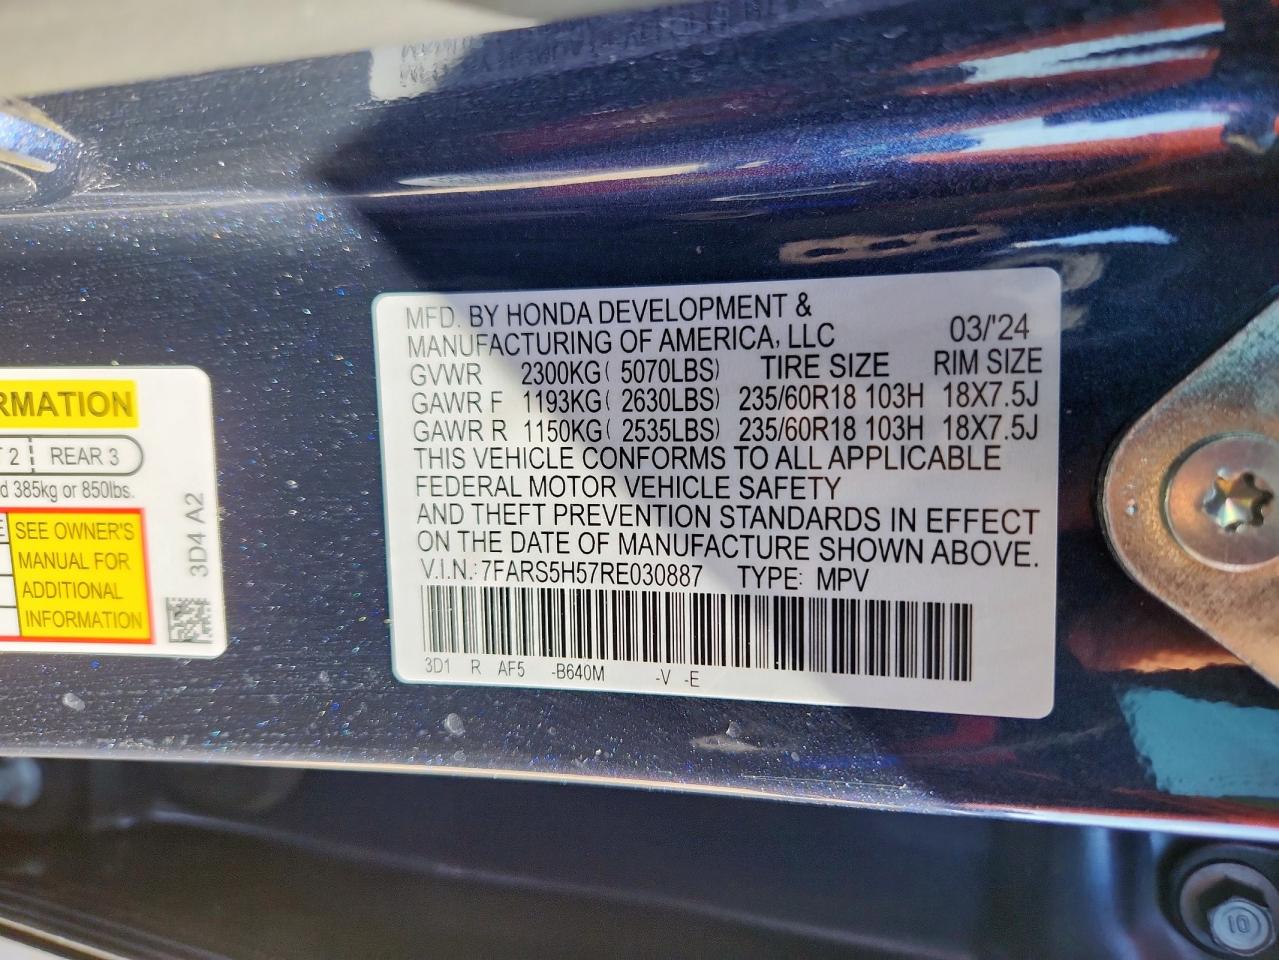 RMATION
T 2 | REAR 3
d 385kg or 850lbs.
SEE OWNER'S
MANUAL FOR
ADDITIONAL
INFORMATION
3D4 A2
MFD. BY HONDA DEVELOPMENT &
MANUFACTURING OF AMERICA, LLC 03/'24
GVWR 2300KG( 5070LBS) TIRE SIZE RIM SIZE
GAWR F 1193KG( 2630LBS) 235/60R18 103H 18X7.5J
GAWR R 1150KG( 2535LBS) 235/60R18 103H 18X7.5J
THIS VEHICLE CONFORMS TO ALL APPLICABLE
FEDERAL MOTOR VEHICLE SAFETY
AND THEFT PREVENTION STANDARDS IN EFFECT
ON THE DATE OF MANUFACTURE SHOWN ABOVE.
V.I.N.: 7FARS5H57RE030887 TYPE: MPV
3D1 R AF5 -B640M -V -E
10